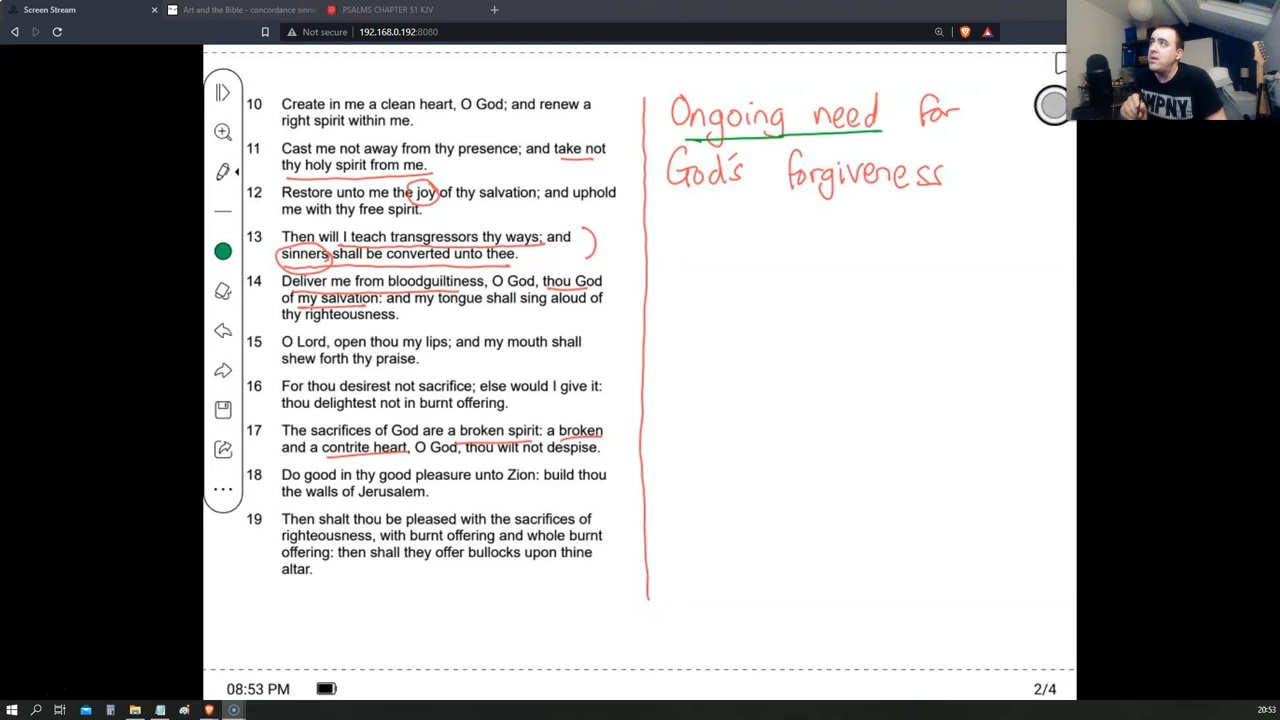 Screen Stream
Art and the Bible - concordance sinne
PSALMS CHAPTER 51 KJV
Not secure
192.168.0.192:8080
10 Create in me a clean heart, O God; and renew a
right spirit within me.
11 Cast me not away from thy presence; and take not
thy holy spirit from me.
12 Restore unto me the joy of thy salvation; and uphold
me with thy free spirit.
13 Then will I teach transgressors thy ways; and
sinners shall be converted unto thee.
14 Deliver me from bloodguiltiness, O God, thou God
of my salvation: and my tongue shall sing aloud of
thy righteousness.
15 O Lord, open thou my lips; and my mouth shall
shew forth thy praise.
16 For thou desirest not sacrifice; else would I give it:
thou delightest not in burnt offering.
17 The sacrifices of God are a broken spirit: a broken
and a contrite heart, O God, thou wilt not despise.
18 Do good in thy good pleasure unto Zion: build thou
the walls of Jerusalem.
19 Then shalt thou be pleased with the sacrifices of
righteousness, with burnt offering and whole burnt
offering: then shall they offer bullocks upon thine
altar.
Ongoing need for
God's forgiveness
08:53 PM
2/4
20:53